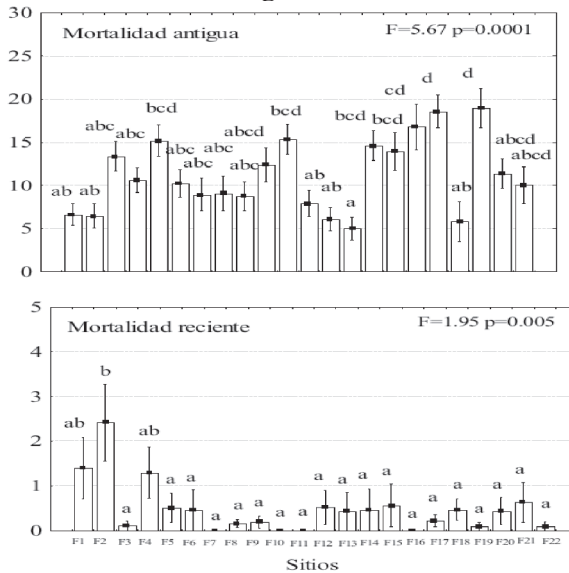 30
Mortalidad antigua
F=5.67 p=0.0001
25
20
15
10
5
0
ab ab abc abc bcd abc abc abc abc abcd bcd ab ab a bcd bcd cd d ab d abcd abcd
5
Mortalidad reciente
F=1.95 p=0.005
4
3
2
1
0
ab b a ab a a a a a a a a a a a a a a a a a a
F1 F2 F3 F4 F5 F6 F7 F8 F9 F10 F11 F12 F13 F14 F15 F16 F17 F18 F19 F20 F21 F22
Sitios